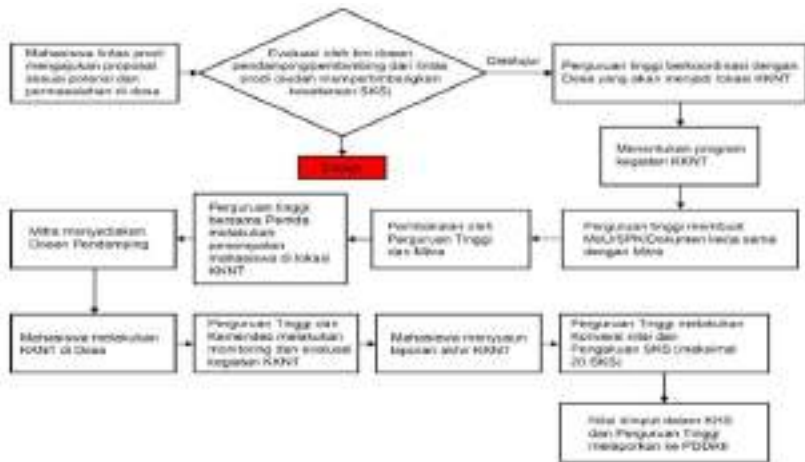 Mahasiswa lintas prodi
mengajukan proposal
sesuai potensi dan
permasalahan di desa
Evaluasi oleh tim dosen
pendamping/pembimbing dari lintas
prodi (sudah mempertimbangkan
kesetaraan SKS)
Disetujui
Perguruan tinggi berkoordinasi dengan
Desa yang akan menjadi lokasi KKNT
Menentukan program
kegiatan KKNT
Perguruan tinggi membuat
MoU/SPK/Dokumen kerja sama
dengan Mitra
Pembekalan oleh
Perguruan Tinggi
dan Mitra
Perguruan tinggi
bersama Pemda
melakukan
penempatan
mahasiswa di lokasi
KKNT
Mitra menyediakan
Dosen Pendamping
Mahasiswa melakukan
KKNT di Desa
Perguruan Tinggi dan
Kemendes melakukan
monitoring dan evaluasi
kegiatan KKNT
Mahasiswa menyusun
laporan akhir KKNT
Perguruan Tinggi melakukan
Konversi nilai dan
Pengakuan SKS (maksimal
20 SKS)
Nilai diinput dalam KHS
dan Perguruan Tinggi
melaporkan ke PDDikti